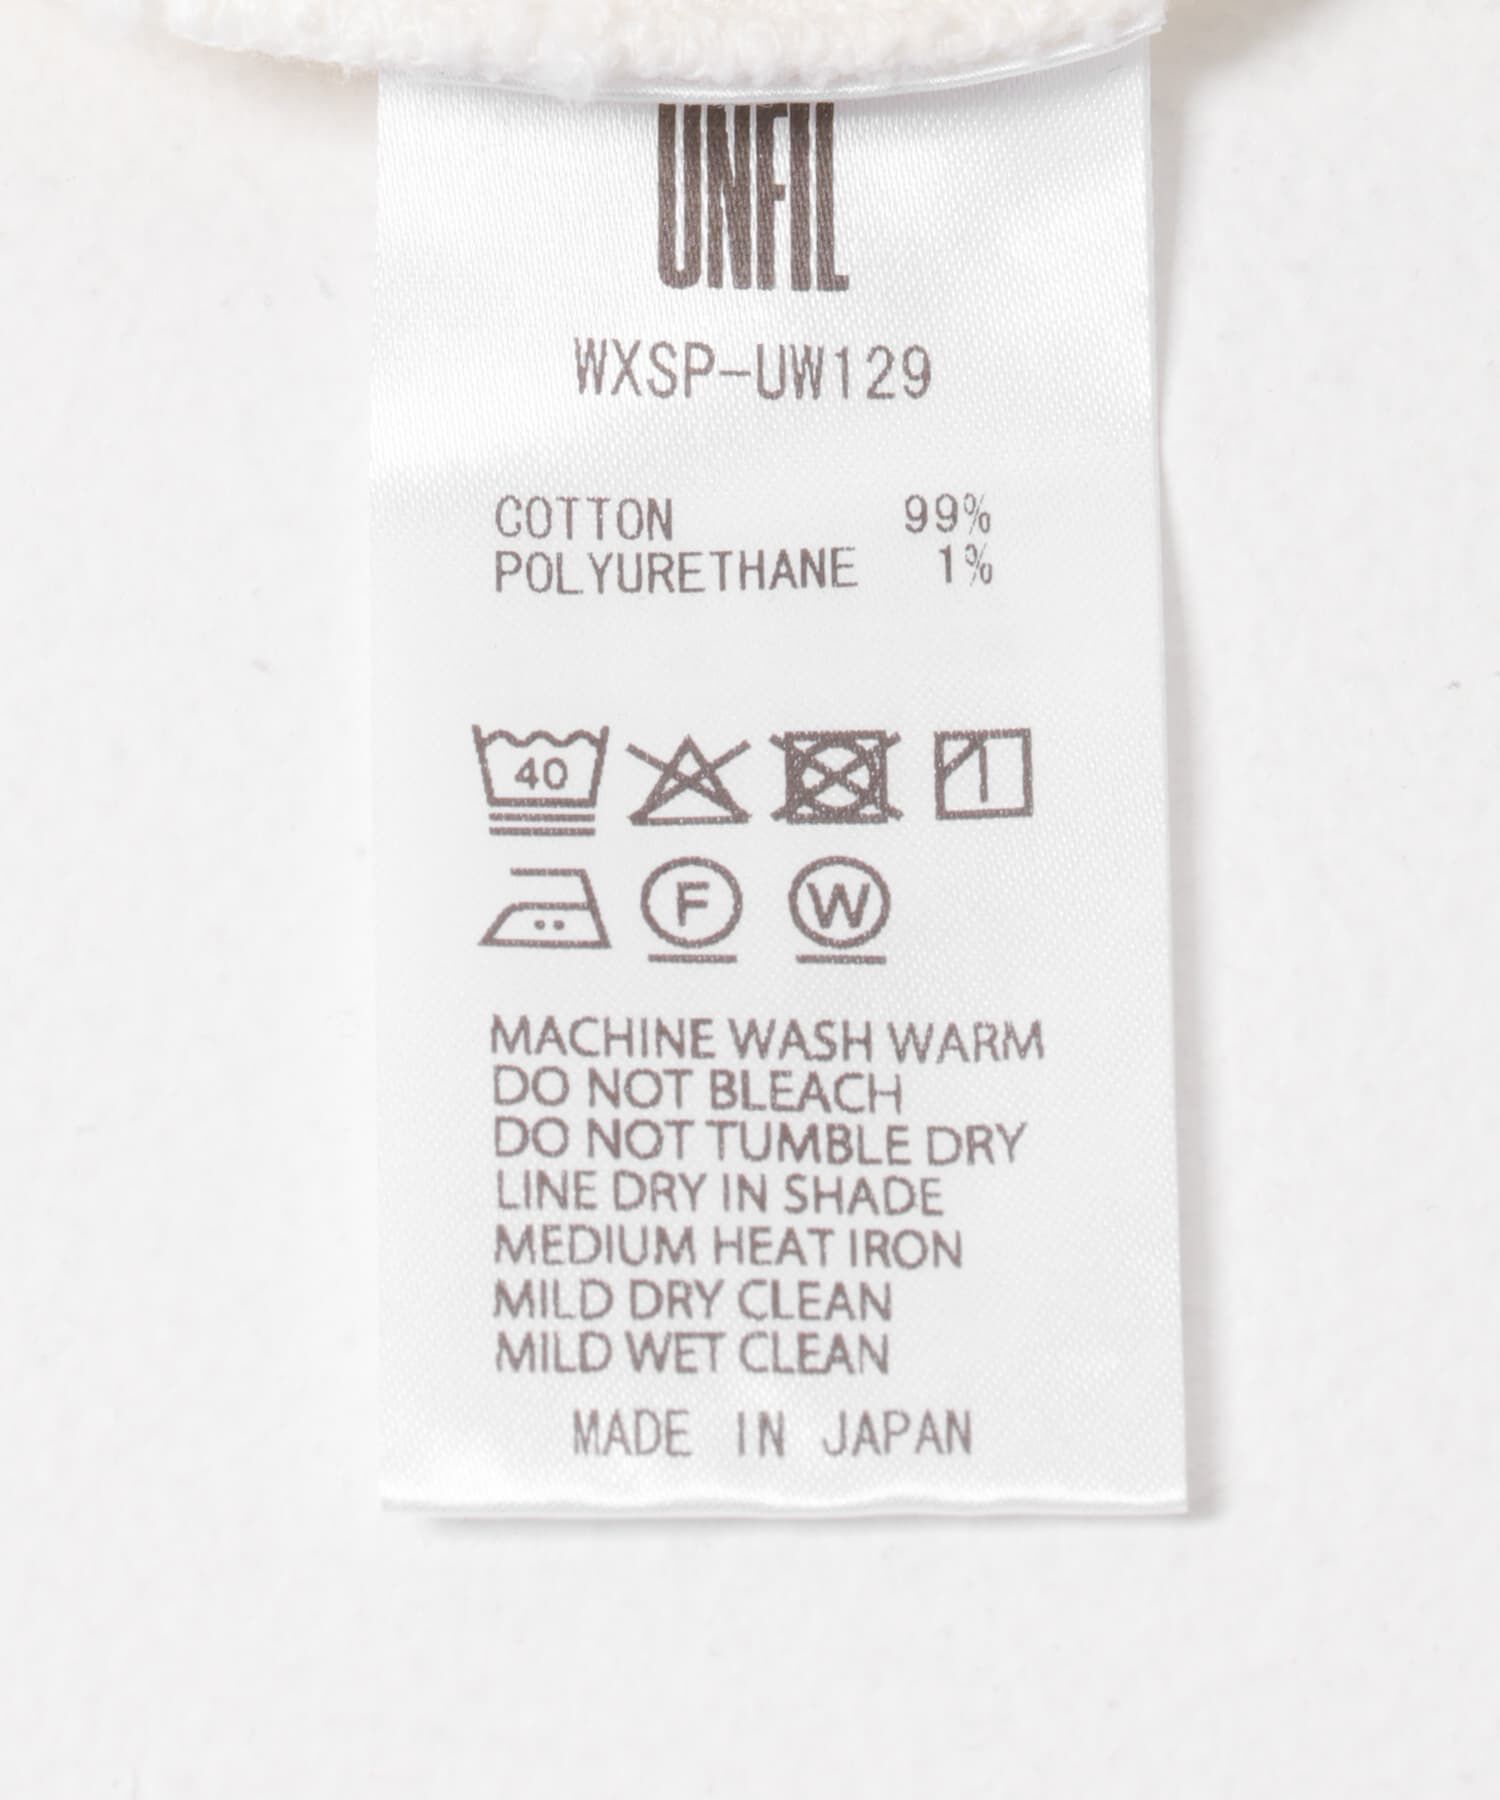 UNFIL
WXSP-UW129
COTTON 99%
POLYURETHANE 1%
40
F W
MACHINE WASH WARM
DO NOT BLEACH
DO NOT TUMBLE DRY
LINE DRY IN SHADE
MEDIUM HEAT IRON
MILD DRY CLEAN
MILD WET CLEAN
MADE IN JAPAN